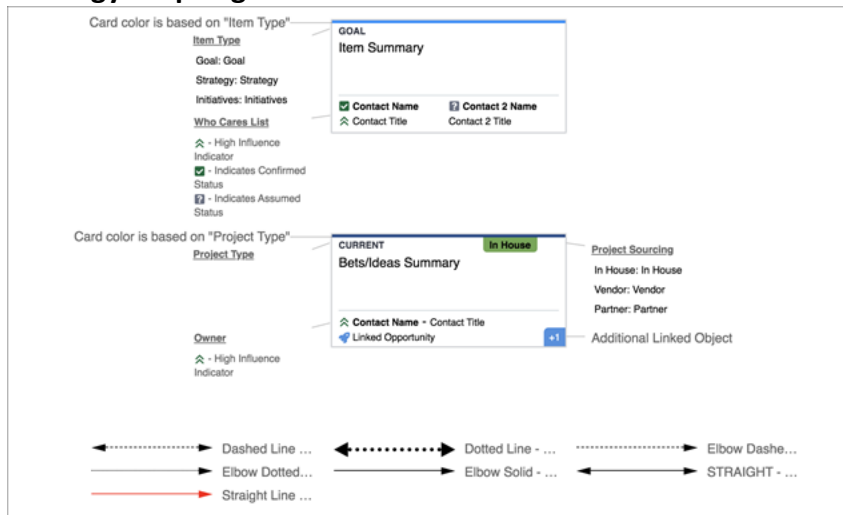 Card color is based on "Item Type"
Item Type
Goal: Goal
Strategy: Strategy
Initiatives: Initiatives
Who Cares List
- High Influence
Indicator
- Indicates Confirmed
Status
- Indicates Assumed
Status
GOAL
Item Summary
Contact Name
? Contact 2 Name
Contact Title
Contact 2 Title
Card color is based on "Project Type"
Project Type
Owner
- High Influence
Indicator
CURRENT
In House
Bets/Ideas Summary
Contact Name - Contact Title
Linked Opportunity
+1
Project Sourcing
In House: In House
Vendor: Vendor
Partner: Partner
Additional Linked Object
Dashed Line ...
Dotted Line - ...
Elbow Dashe...
Elbow Dotted...
Elbow Solid - ...
STRAIGHT - ...
Straight Line ...